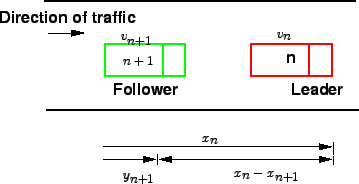 Direction of traffic
v_{n+1} v_n
n + 1 n
Follower Leader
x_n
y_{n+1} x_n − x_{n+1}